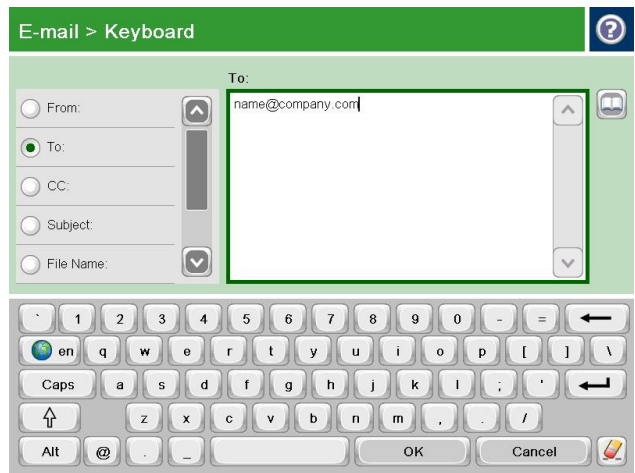 E-mail > Keyboard ?
To:
From:
name@company.com
To:
CC:
Subject:
File Name:
` 1 2 3 4 5 6 7 8 9 0 - =
en q w e r t y u i o p [ ] \
Caps a s d f g h j k l ; '
z x c v b n m , . /
Alt @ . _ OK Cancel